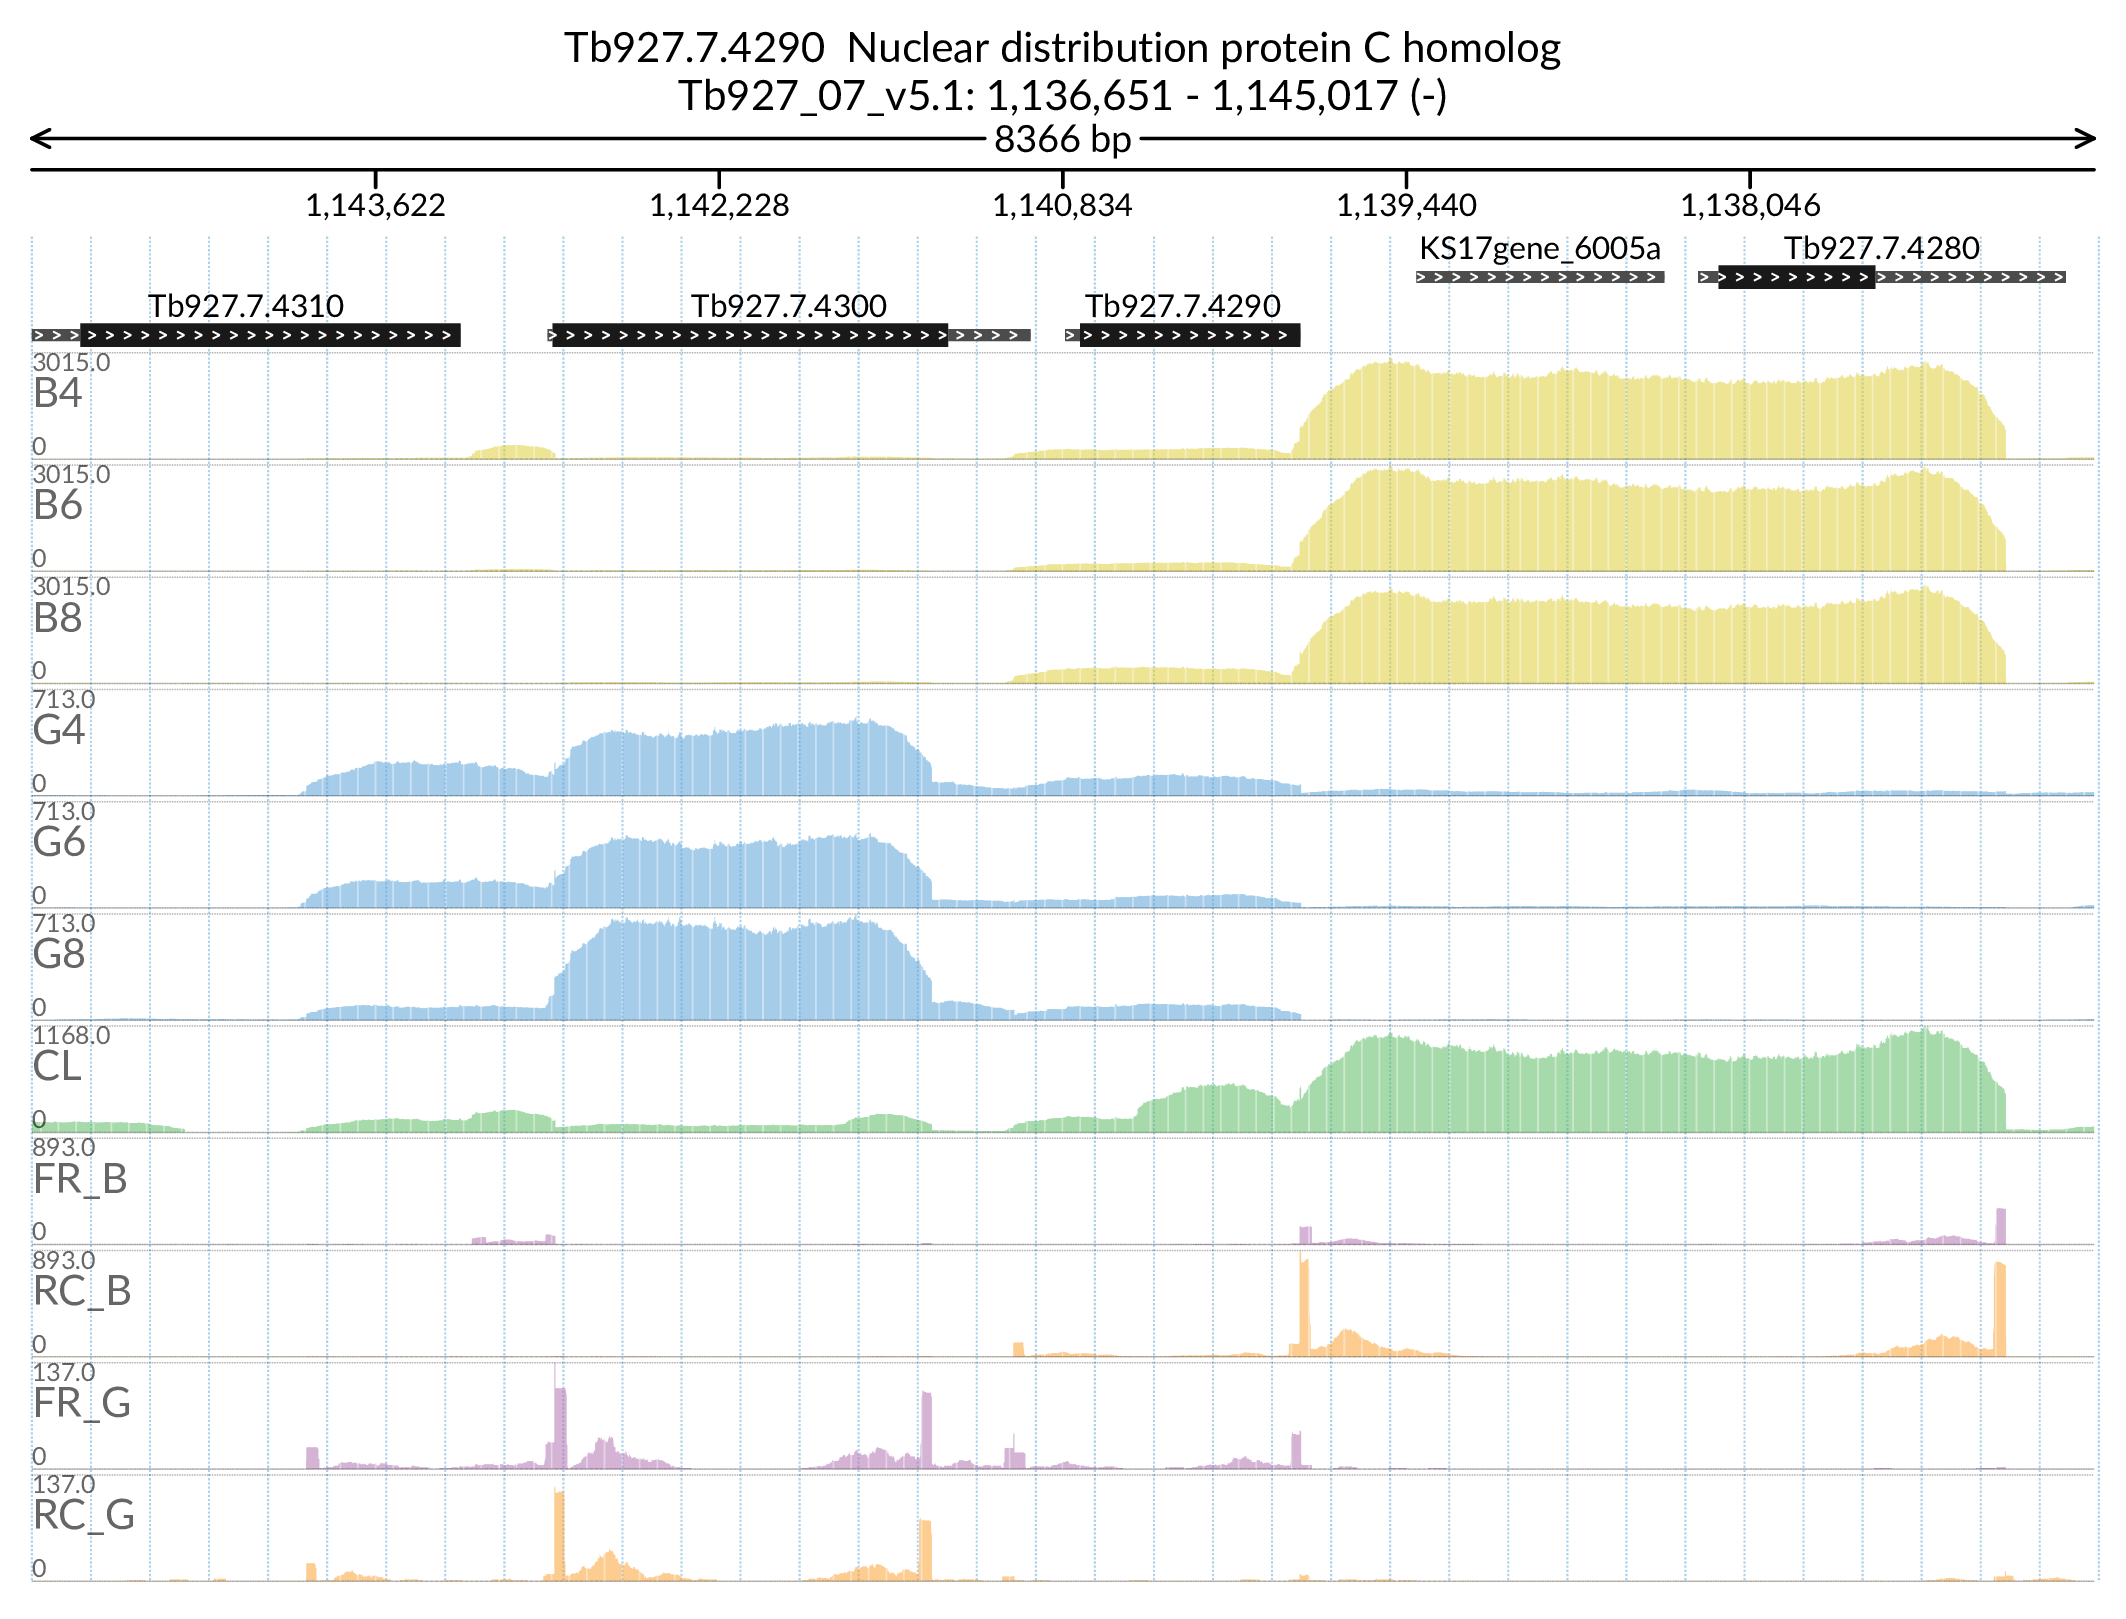 Tb927.7.4290  Nuclear distribution protein C homolog
Tb927_07_v5.1: 1,136,651 - 1,145,017 (-)
8366 bp
1,143,622 1,142,228 1,140,834 1,139,440 1,138,046
KS17gene_6005a Tb927.7.4280
Tb927.7.4310 Tb927.7.4300 Tb927.7.4290
3015.0
B4
0
3015.0
B6
0
3015.0
B8
0
713.0
G4
0
713.0
G6
0
713.0
G8
0
1168.0
CL
0
893.0
FR_B
0
893.0
RC_B
0
137.0
FR_G
0
137.0
RC_G
0